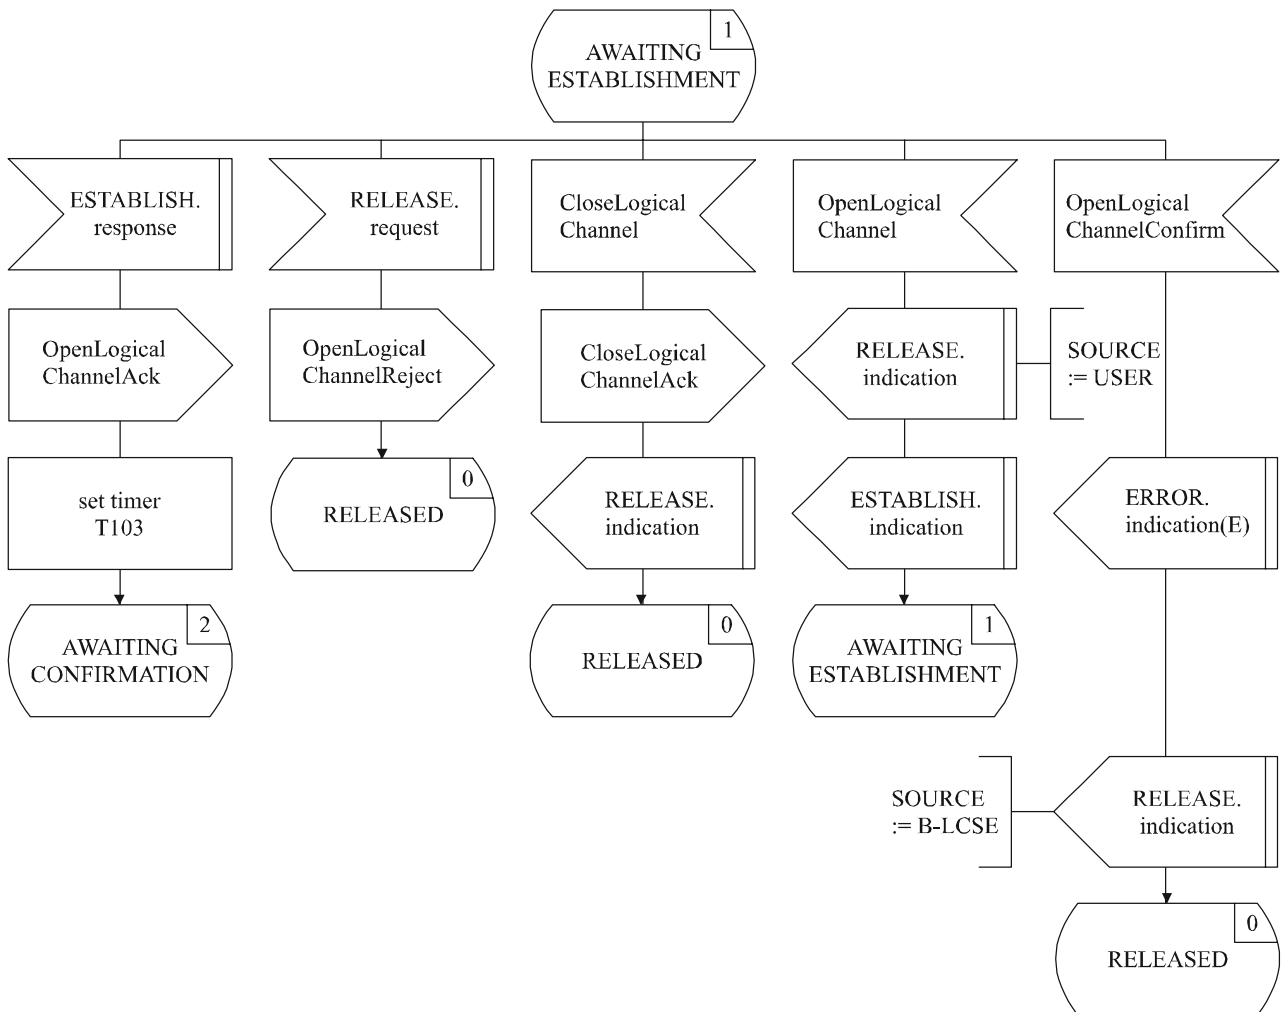 1
AWAITING
ESTABLISHMENT
ESTABLISH.
response
RELEASE.
request
CloseLogical
Channel
OpenLogical
Channel
OpenLogical
ChannelConfirm
OpenLogical
ChannelAck
OpenLogical
ChannelReject
CloseLogical
ChannelAck
RELEASE.
indication
SOURCE
:= USER
set timer
T103
0
RELEASED
RELEASE.
indication
ESTABLISH.
indication
ERROR.
indication(E)
2
AWAITING
CONFIRMATION
0
RELEASED
1
AWAITING
ESTABLISHMENT
SOURCE
:= B-LCSE
RELEASE.
indication
0
RELEASED